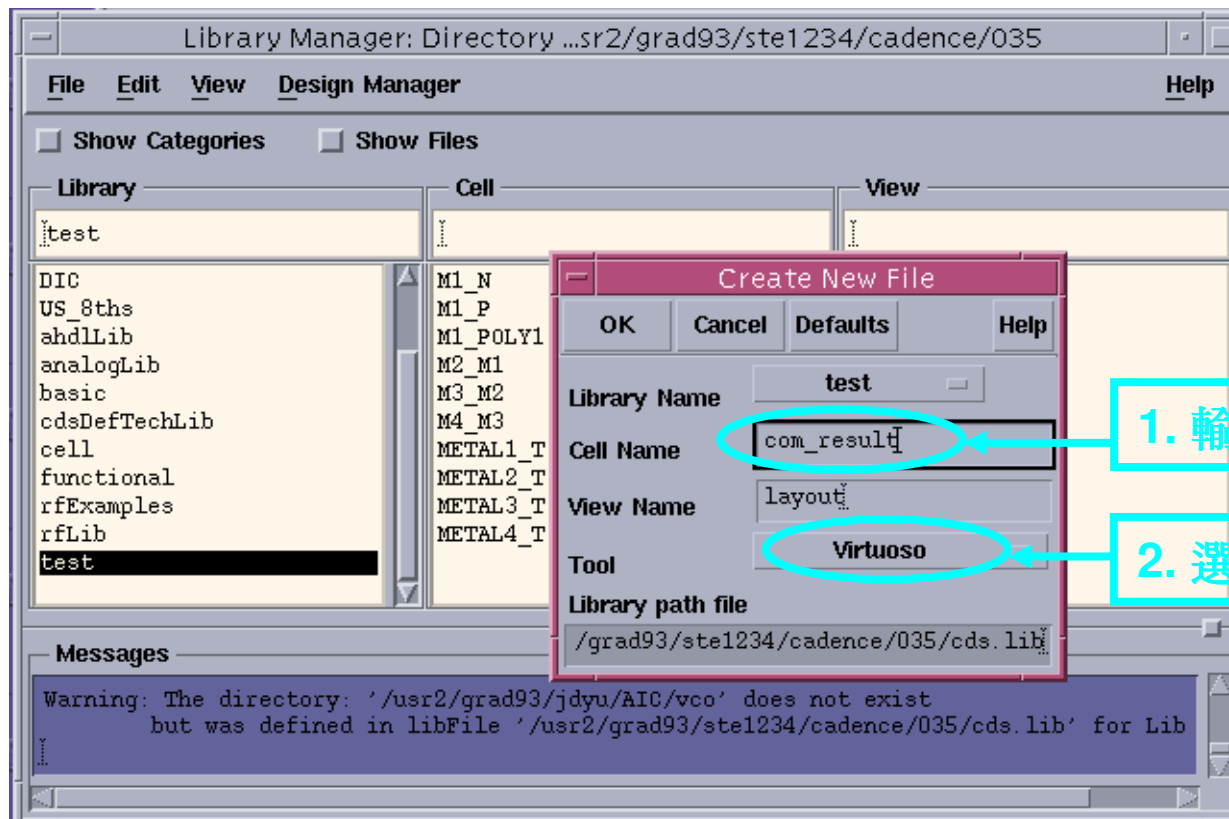 Library Manager: Directory ...sr2/grad93/ste1234/cadence/035
File Edit View Design Manager Help
Show Categories Show Files
Library Cell View
test
DIC
US_8ths
ahdlLib
analogLib
basic
cdsDefTechLib
cell
functional
rfExamples
rfLib
test
M1_N
M1_P
M1_POLY1
M2_M1
M3_M2
M4_M3
METAL1_T
METAL2_T
METAL3_T
METAL4_T
Create New File
OK Cancel Defaults Help
Library Name test
Cell Name com_result
View Name layout
Tool Virtuoso
Library path file
/grad93/ste1234/cadence/035/cds.lib
1. 輸
2. 選
Messages
Warning: The directory: '/usr2/grad93/jdyu/AIC/vco' does not exist
but was defined in libFile '/usr2/grad93/ste1234/cadence/035/cds.lib' for Lib